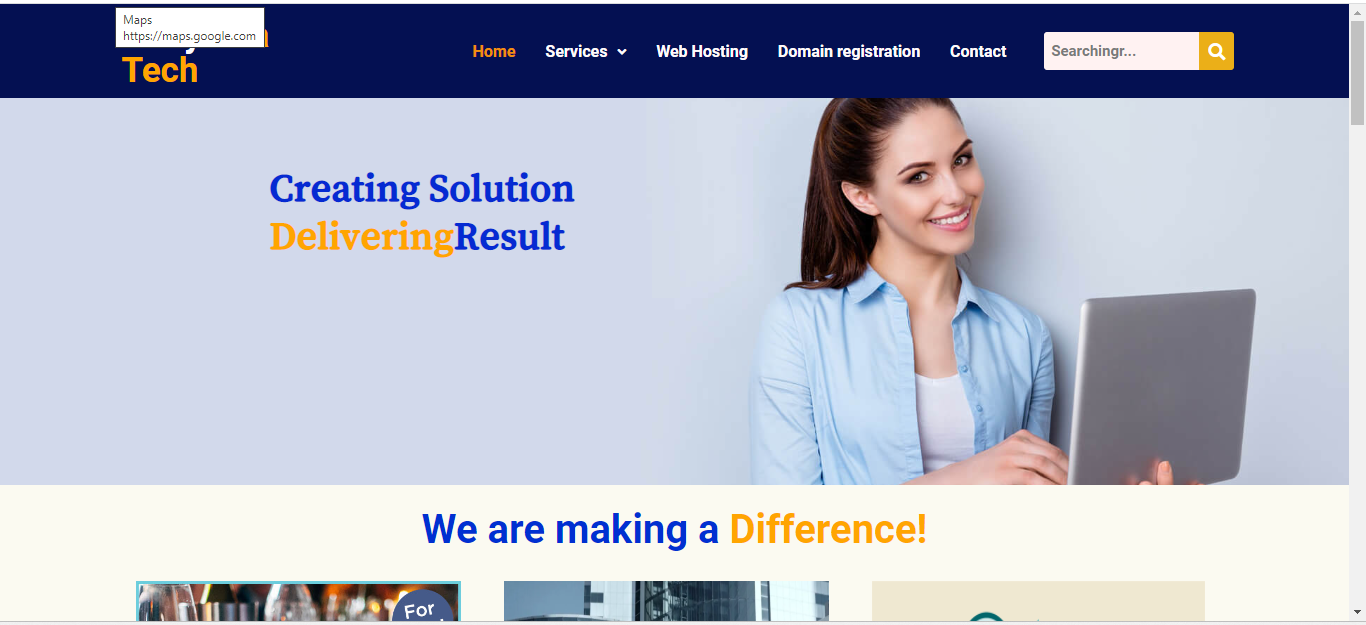 Maps
https://maps.google.com
Tech
Home
Services
Web Hosting
Domain registration
Contact
Searchingr...
Creating Solution
DeliveringResult
We are making a Difference!
For